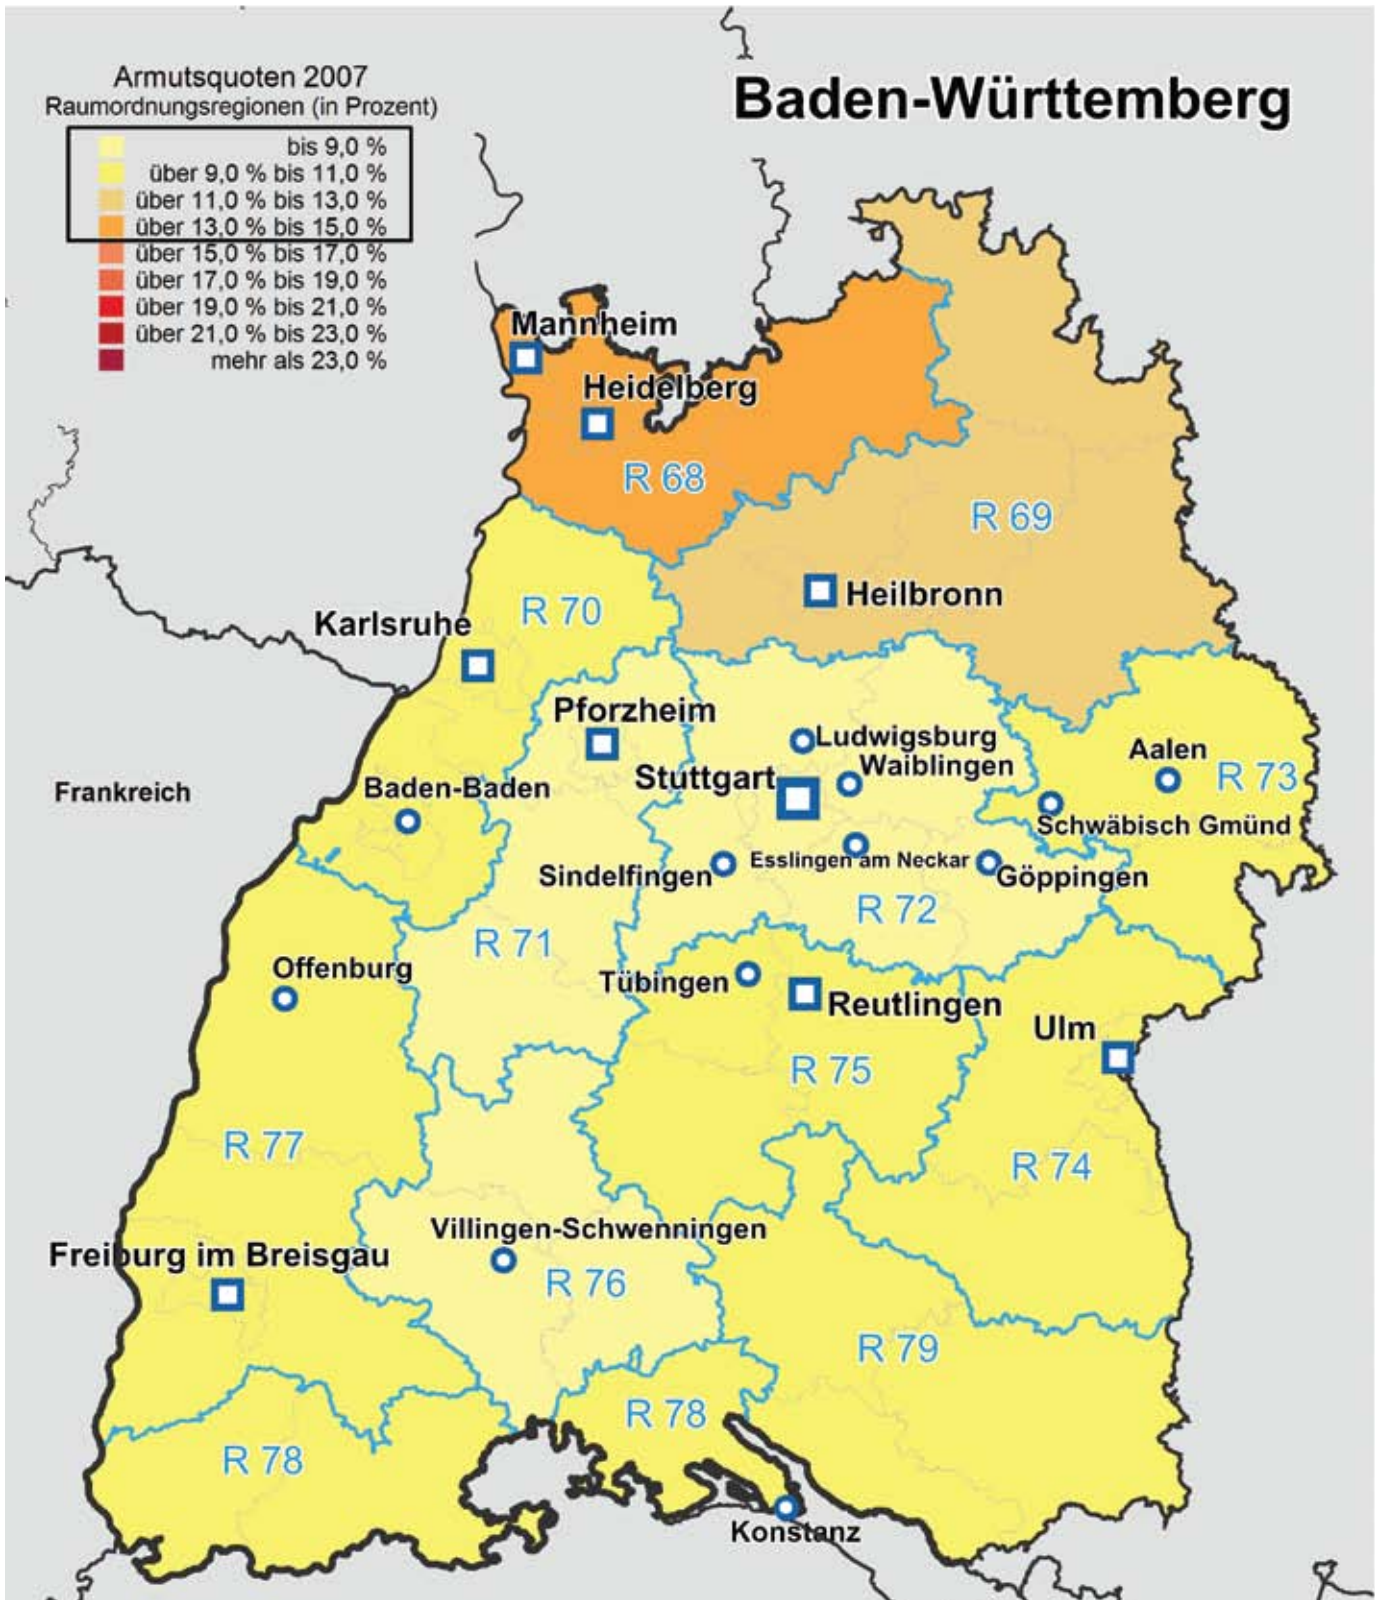 Baden-Württemberg
Armutsquoten 2007
Raumordnungsregionen (in Prozent)
bis 9,0 %
über 9,0 % bis 11,0 %
über 11,0 % bis 13,0 %
über 13,0 % bis 15,0 %
über 15,0 % bis 17,0 %
über 17,0 % bis 19,0 %
über 19,0 % bis 21,0 %
über 21,0 % bis 23,0 %
mehr als 23,0 %
Mannheim
Heidelberg
R 68
R 69
Heilbronn
R 70
Karlsruhe
Pforzheim
Ludwigsburg
Waiblingen
Aalen
Stuttgart
R 73
Frankreich
Baden-Baden
Schwäbisch Gmünd
Esslingen am Neckar
Sindelfingen
Göppingen
R 72
R 71
Offenburg
Tübingen
Reutlingen
Ulm
R 75
R 77
R 74
Villingen-Schwenningen
Freiburg im Breisgau
R 76
R 79
R 78
R 78
Konstanz